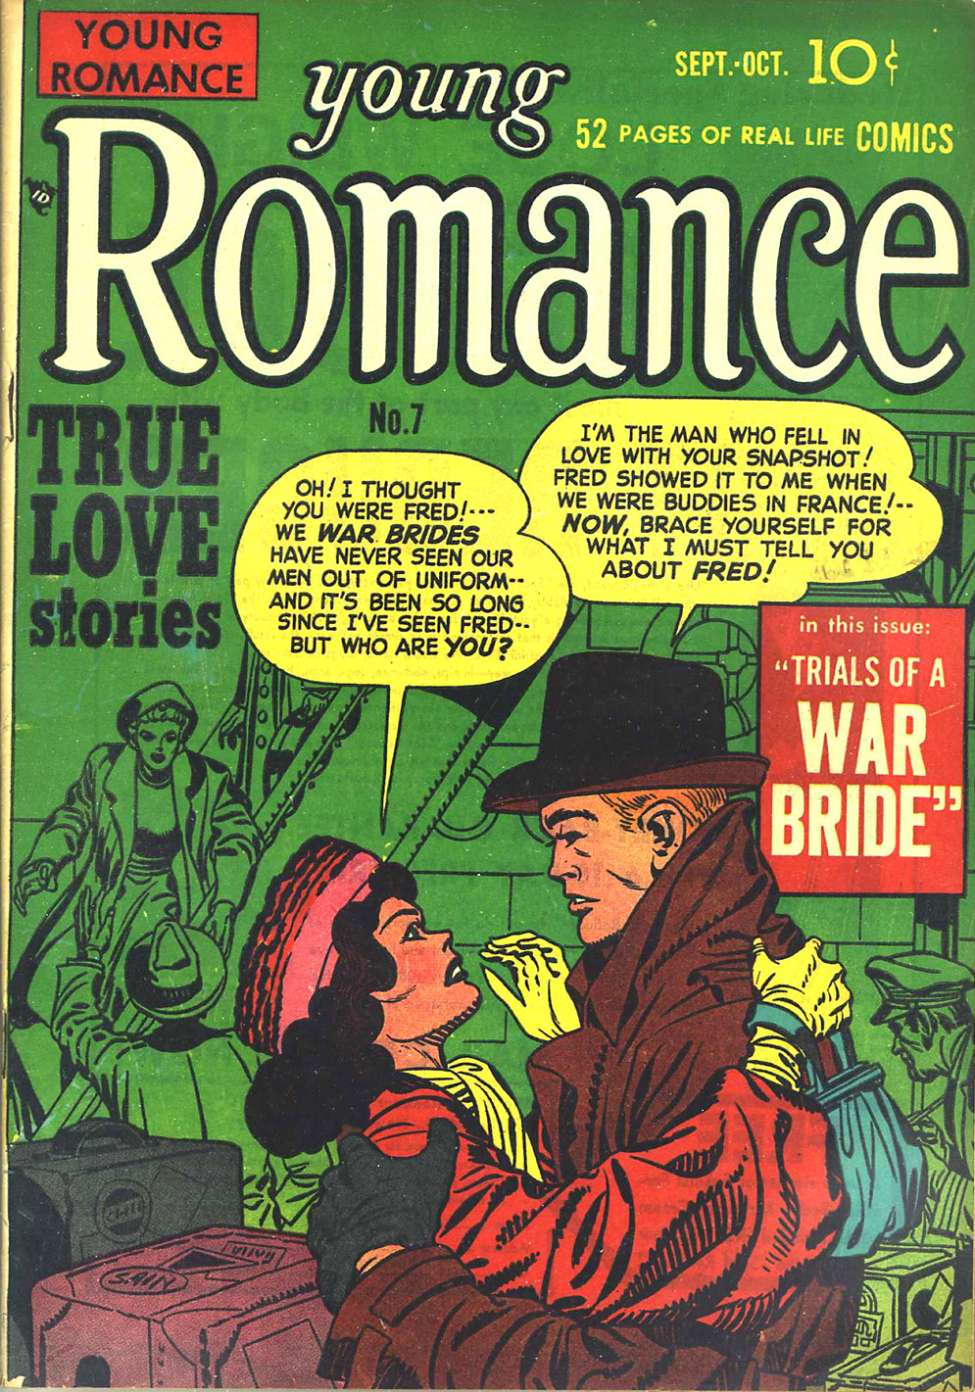 YOUNG
ROMANCE
young
SEPT.-OCT. 10¢
52 PAGES OF REAL LIFE COMICS
Romance
No.7
TRUE
LOVE
stories
OH! I THOUGHT
YOU WERE FRED!---
WE WAR BRIDES
HAVE NEVER SEEN OUR
MEN OUT OF UNIFORM--
AND IT'S BEEN SO LONG
SINCE I'VE SEEN FRED--
BUT WHO ARE YOU?
I'M THE MAN WHO FELL IN
LOVE WITH YOUR SNAPSHOT!
FRED SHOWED IT TO ME WHEN
WE WERE BUDDIES IN FRANCE!--
NOW, BRACE YOURSELF FOR
WHAT I MUST TELL YOU
ABOUT FRED!
in this issue:
"TRIALS OF A
WAR
BRIDE"